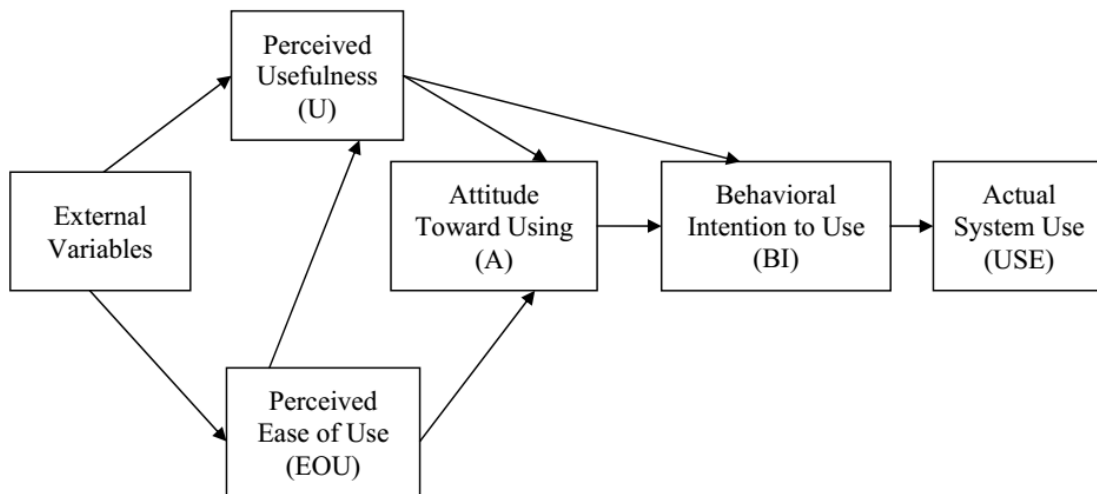 Perceived
Usefulness
(U)
External
Variables
Attitude
Toward Using
(A)
Behavioral
Intention to Use
(BI)
Actual
System Use
(USE)
Perceived
Ease of Use
(EOU)